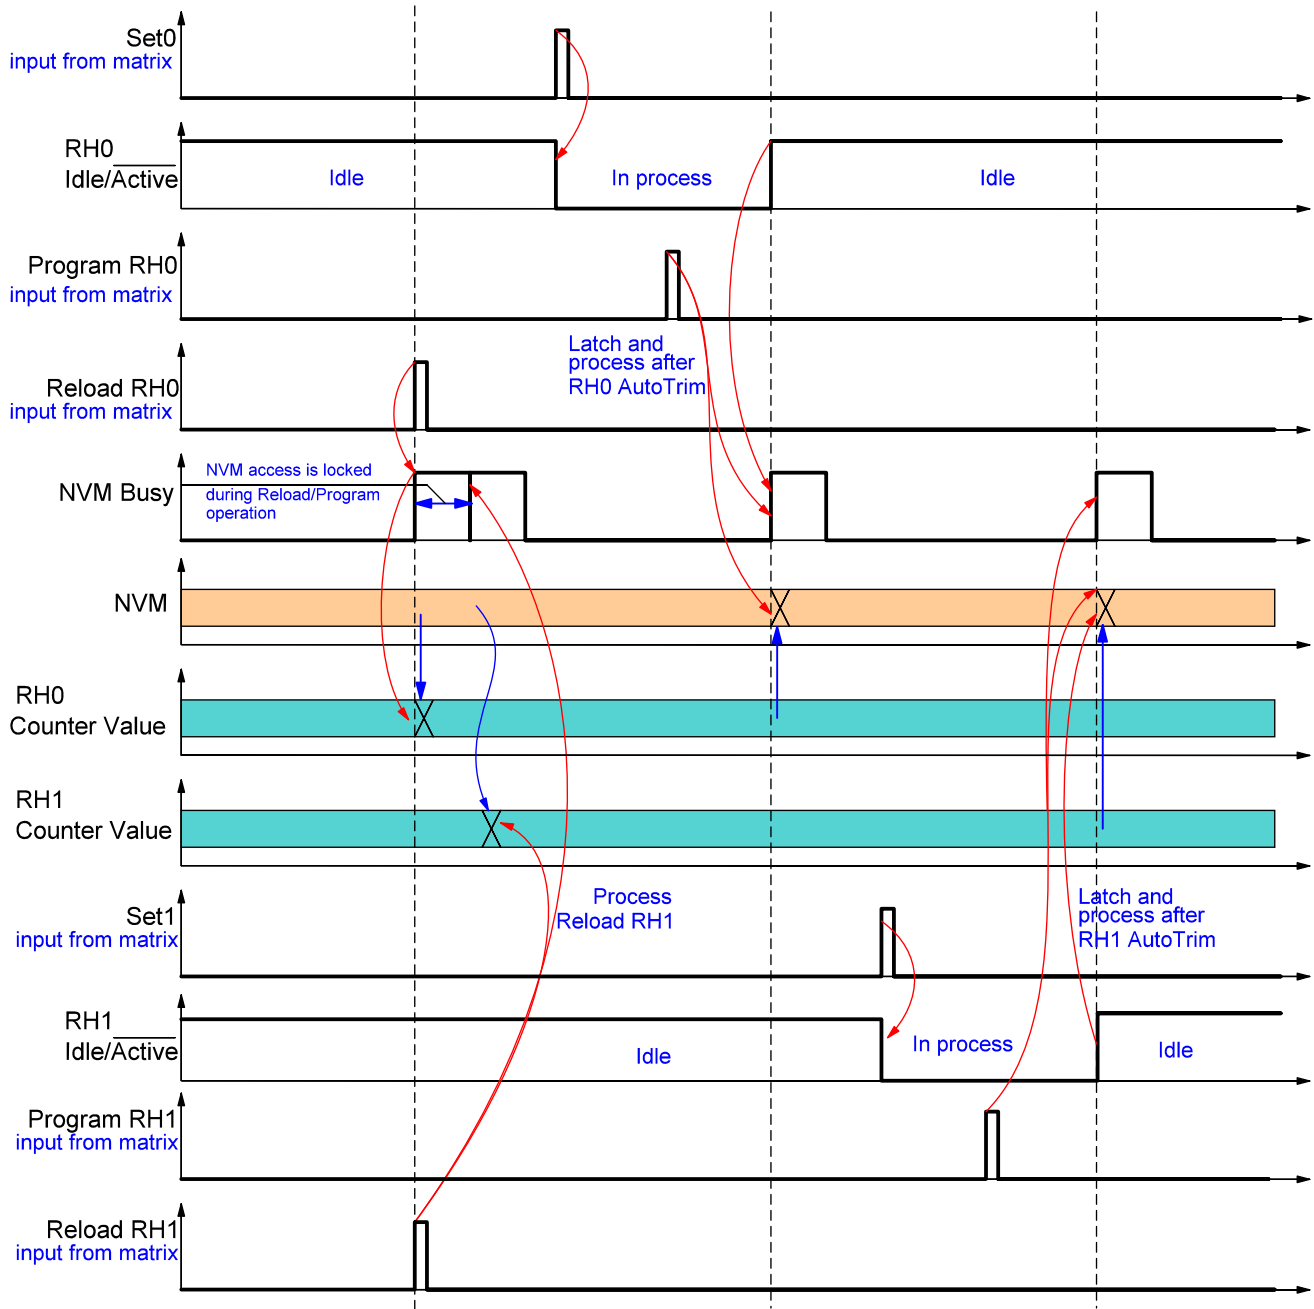 Set0
input from matrix
RH0
Idle/Active
Idle
In process
Idle
Program RH0
input from matrix
Latch and
process after
RH0 AutoTrim
Reload RH0
input from matrix
NVM Busy
NVM access is locked
during Reload/Program
operation
NVM
RH0
Counter Value
RH1
Counter Value
Process
Reload RH1
Latch and
process after
RH1 AutoTrim
Set1
input from matrix
RH1
Idle/Active
Idle
In process
Idle
Program RH1
input from matrix
Reload RH1
input from matrix